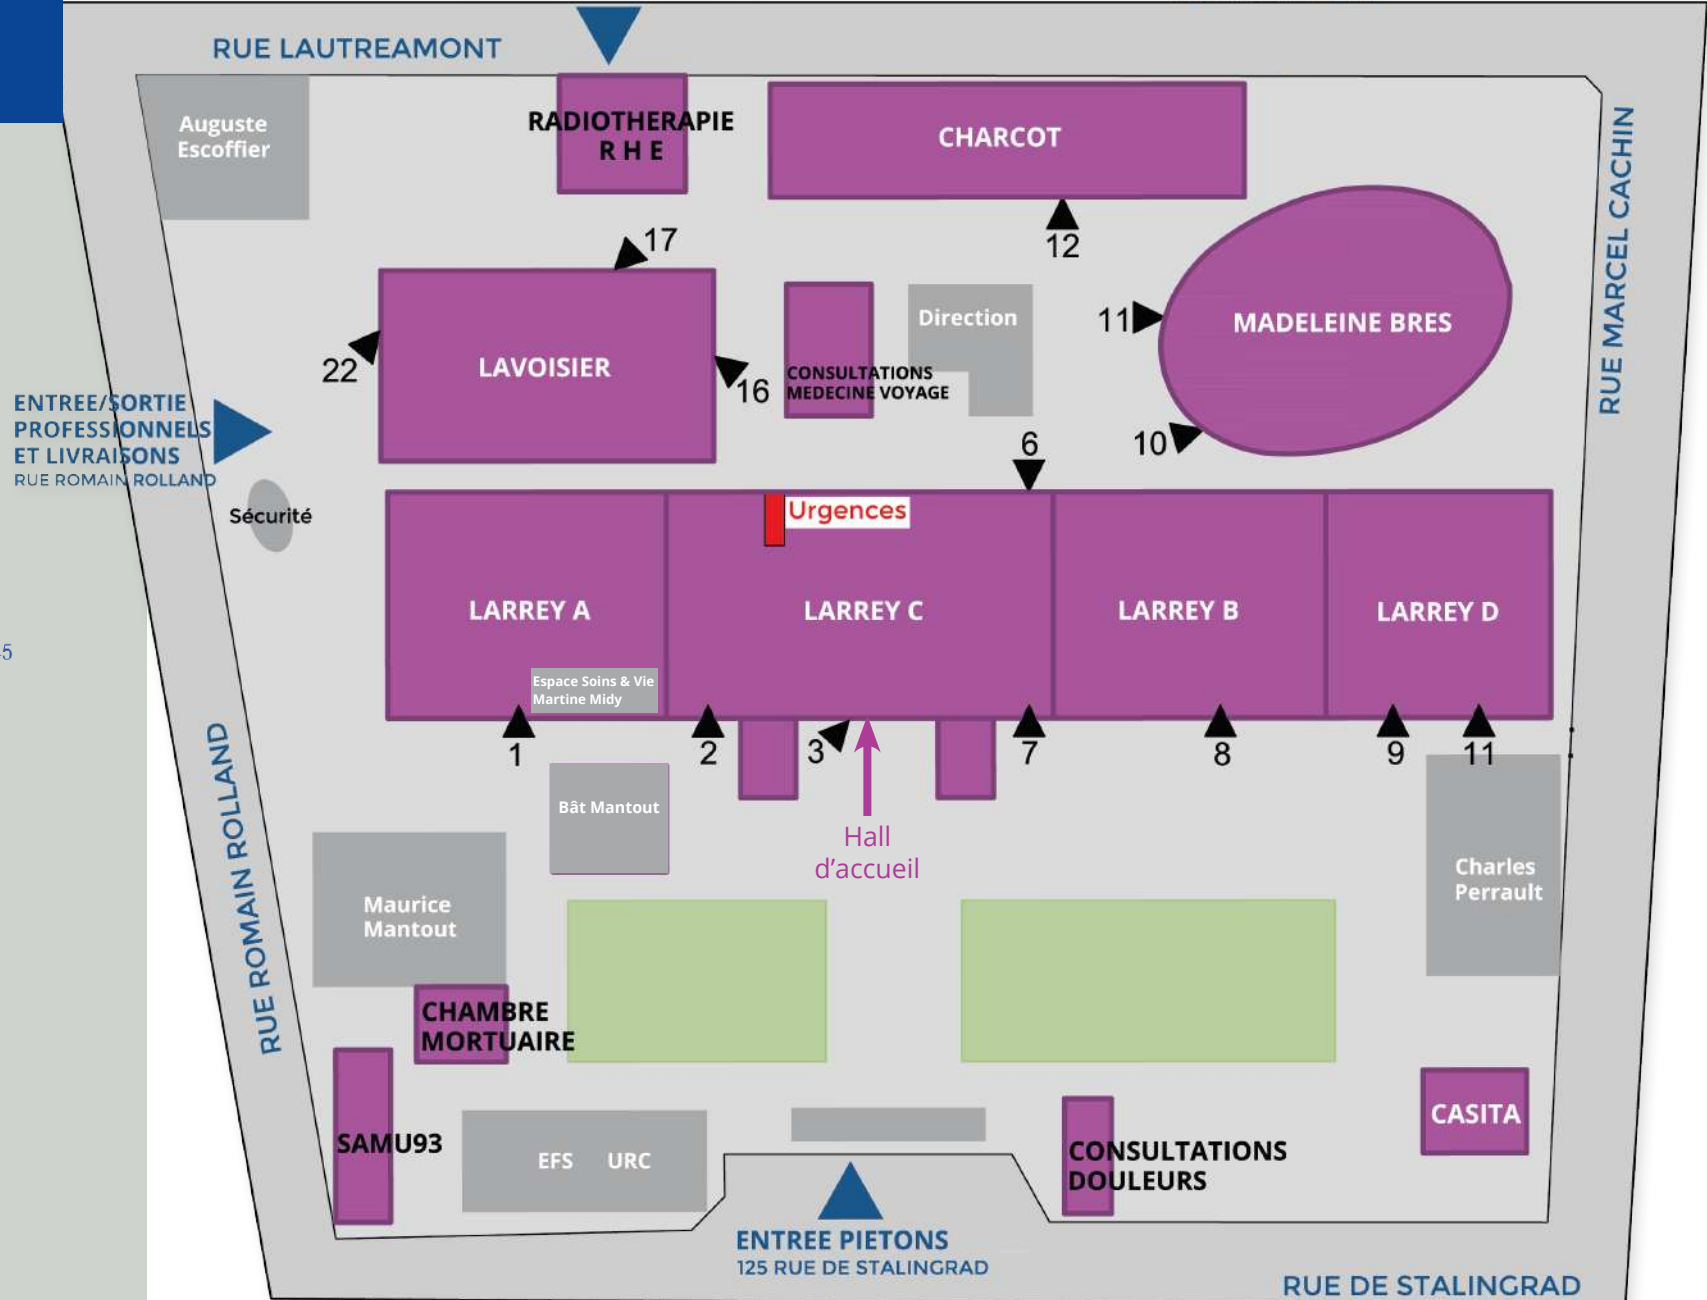 RUE LAUTREAMONT
Auguste
Escoffier
RADIOTHERAPIE
R H E
CHARCOT
RUE MARCEL CACHIN
12
17
LAVOISIER
22
16
CONSULTATIONS
MEDECINE VOYAGE
Direction
11
MADELEINE BRES
10
6
ENTREE/SORTIE
PROFESSIONNELS
ET LIVRAISONS
RUE ROMAIN ROLLAND
Sécurité
Urgences
LARREY A
LARREY C
LARREY B
LARREY D
5
Espace Soins & Vie
Martine Midy
1
2
3
7
8
9
11
RUE ROMAIN ROLLAND
Bât Mantout
Hall
d’accueil
Maurice
Mantout
Charles
Perrault
CHAMBRE
MORTUAIRE
SAMU93
EFS URC
CONSULTATIONS
DOULEURS
CASITA
ENTREE PIETONS
125 RUE DE STALINGRAD
RUE DE STALINGRAD